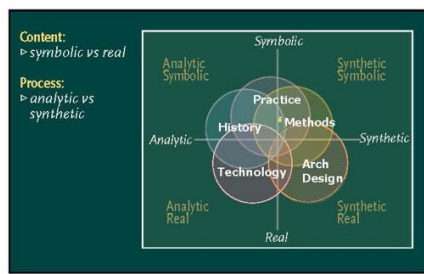 Content:
▷ symbolic vs real
Process:
▷ analytic vs
synthetic
Symbolic
Analytic
Symbolic
Synthetic
Symbolic
Practice
History
Methods
Analytic
Synthetic
Technology
Arch
Design
Analytic
Real
Synthetic
Real
Real